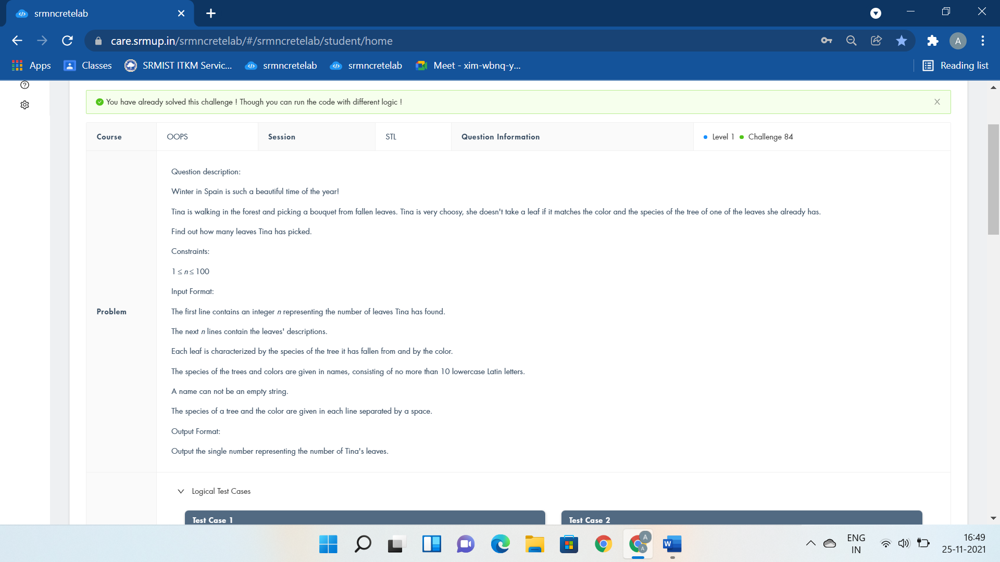 srmncretelab
care.srmup.in/srmncretelab/#/srmncretelab/student/home
A
Apps
Classes
SRMIST ITKM Servic...
srmncretelab
srmncretelab
Meet - xim-wbnq-y...
Reading list
You have already solved this challenge ! Though you can run the code with different logic !
X
Course
OOPS
Session
STL
Question Information
Level 1
Challenge 84
Problem
Question description:
Winter in Spain is such a beautiful time of the year!
Tina is walking in the forest and picking a bouquet from fallen leaves. Tina is very choosy, she doesn't take a leaf if it matches the color and the species of the tree of one of the leaves she already has.
Find out how many leaves Tina has picked.
Constraints:
1 ≤ n ≤ 100
Input Format:
The first line contains an integer n representing the number of leaves Tina has found.
The next n lines contain the leaves' descriptions.
Each leaf is characterized by the species of the tree it has fallen from and by the color.
The species of the trees and colors are given in names, consisting of no more than 10 lowercase Latin letters.
A name can not be an empty string.
The species of a tree and the color are given in each line separated by a space.
Output Format:
Output the single number representing the number of Tina's leaves.
Logical Test Cases
Test Case 1
Test Case 2
A
A
W
ENG
IN
16:49
25-11-2021